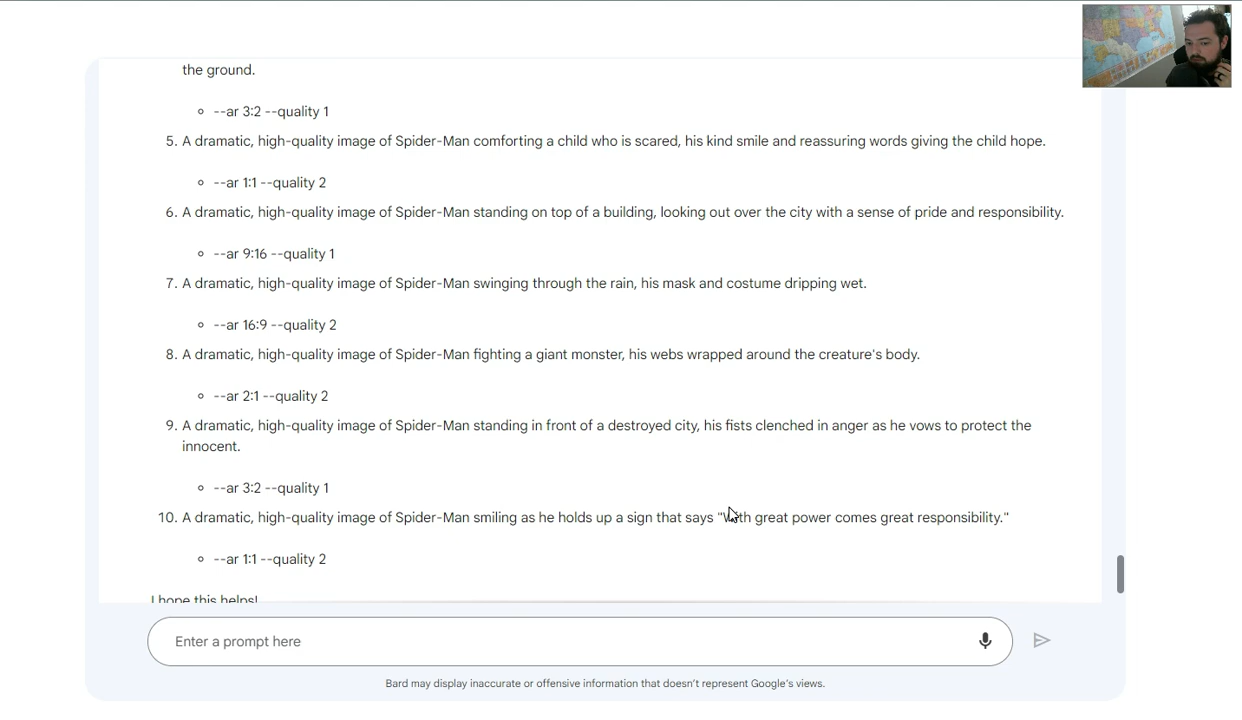 the ground.
--ar 3:2 --quality 1
5. A dramatic, high-quality image of Spider-Man comforting a child who is scared, his kind smile and reassuring words giving the child hope.
--ar 1:1 --quality 2
6. A dramatic, high-quality image of Spider-Man standing on top of a building, looking out over the city with a sense of pride and responsibility.
--ar 9:16 --quality 1
7. A dramatic, high-quality image of Spider-Man swinging through the rain, his mask and costume dripping wet.
--ar 16:9 --quality 2
8. A dramatic, high-quality image of Spider-Man fighting a giant monster, his webs wrapped around the creature's body.
--ar 2:1 --quality 2
9. A dramatic, high-quality image of Spider-Man standing in front of a destroyed city, his fists clenched in anger as he vows to protect the
innocent.
--ar 3:2 --quality 1
10. A dramatic, high-quality image of Spider-Man smiling as he holds up a sign that says "With great power comes great responsibility."
--ar 1:1 --quality 2
I hope this helps!
Enter a prompt here
Bard may display inaccurate or offensive information that doesn't represent Google's views.